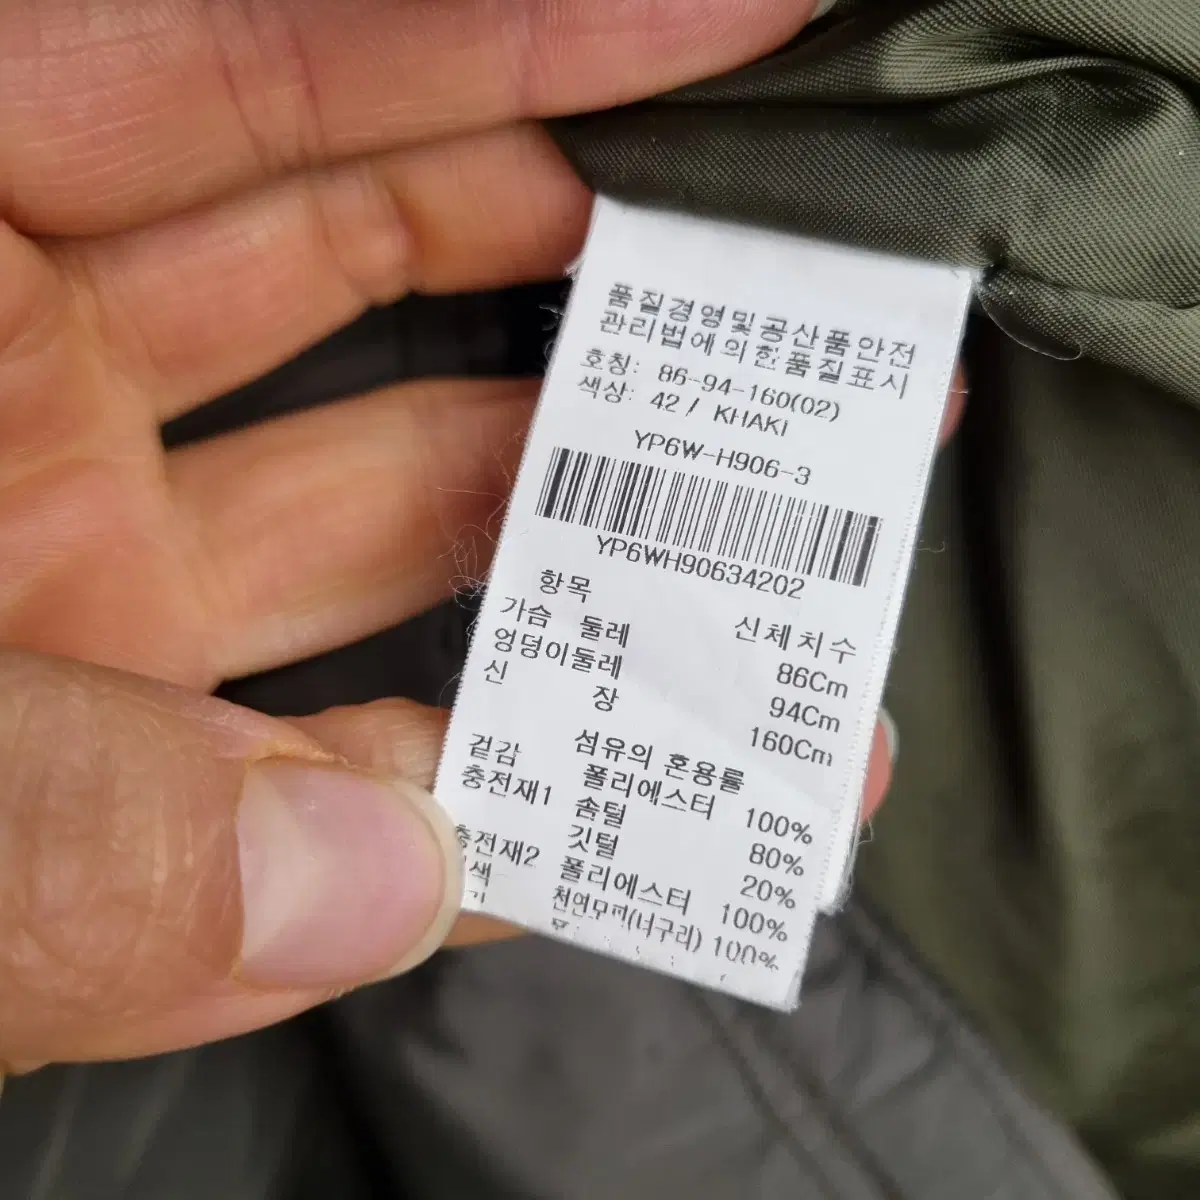 품질경영및공산품안전
관리법에의한품질표시
호칭: 86-94-160(02)
색상: 42 / KHAKI
YP6W-H906-3
YP6WH90634202
항목 신체치수
가슴 둘레 86Cm
엉덩이둘레 94Cm
신 장 160Cm
섬유의 혼용률
겉감 폴리에스터 100%
충전재1 솜털 80%
깃털 20%
충전재2 폴리에스터 100%
천연모피(너구리) 100%